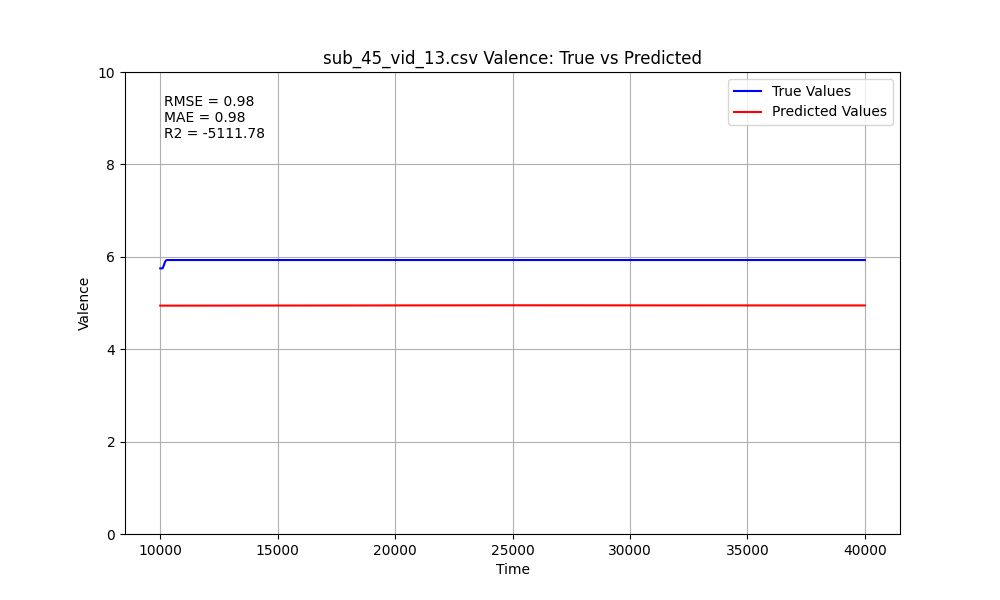 sub_45_vid_13.csv Valence: True vs Predicted
RMSE = 0.98
MAE = 0.98
R2 = -5111.78
True Values
Predicted Values
10
8
6
4
2
0
Valence
10000
15000
20000
25000
30000
35000
40000
Time